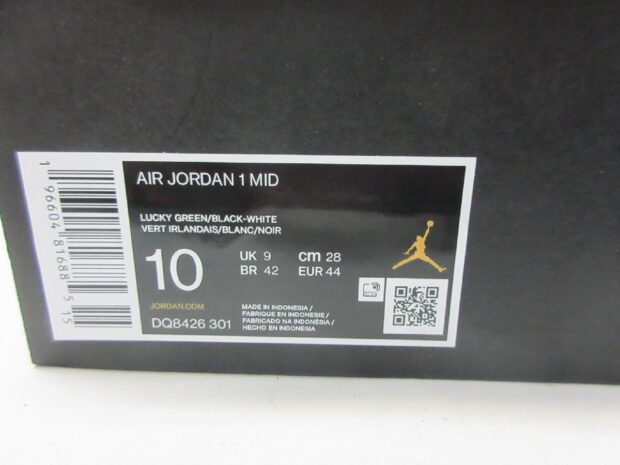 AIR JORDAN 1 MID
LUCKY GREEN/BLACK-WHITE
VERT IRLANDAIS/BLANC/NOIR
10
UK 9 cm 28
BR 42 EUR 44
JORDAN.COM
DQ8426 301
MADE IN INDONESIA /
FABRIQUE EN INDONESIE /
FABRICADO NA INDONÉSIA /
HECHO EN INDONESIA
1 96604 81688 5 15